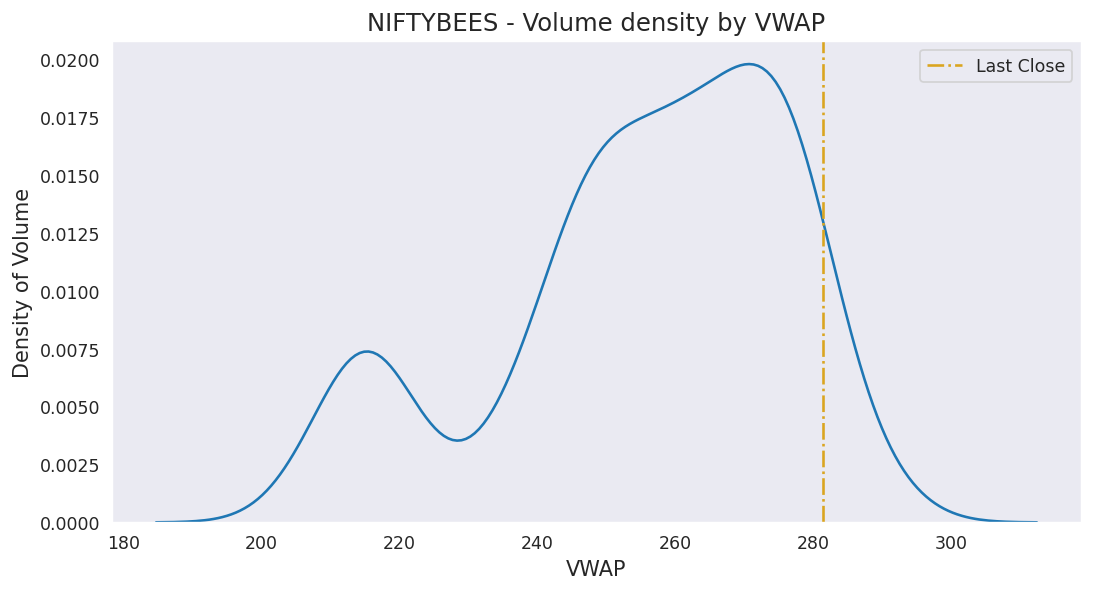 NIFTYBEES - Volume density by VWAP
Last Close
Density of Volume
0.0200
0.0175
0.0150
0.0125
0.0100
0.0075
0.0050
0.0025
0.0000
180 200 220 240 260 280 300
VWAP